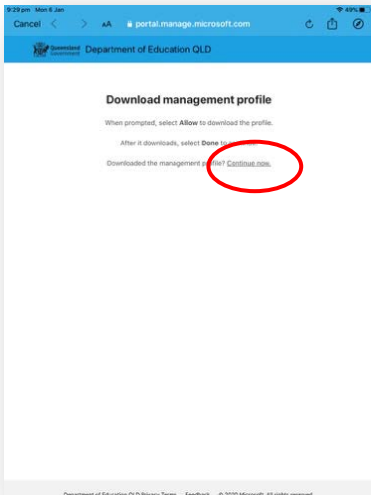 9:29 pm Mon 6 Jan 49%
Cancel AA portal.manage.microsoft.com
Queensland Government Department of Education QLD
Download management profile
When prompted, select Allow to download the profile.
After it downloads, select Done to
Downloaded the management profile? Continue now.
Department of Education QLD Privacy Terms Feedback © 2020 Microsoft. All rights reserved.